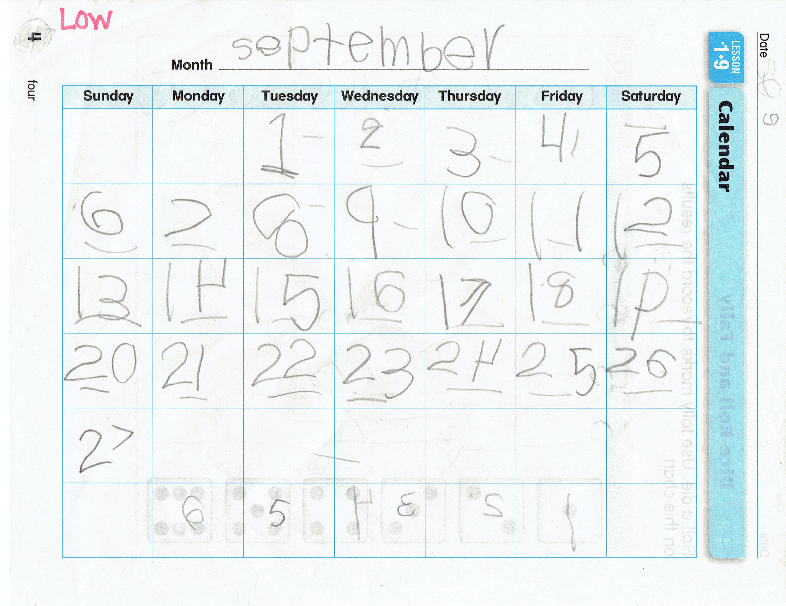 LOW
4
four
Month september
Date
LESSON
1·9
Calendar
Sunday Monday Tuesday Wednesday Thursday Friday Saturday
1 2 3 4 5
6 7 8 9 10 11 12
13 14 15 16 17 18 19
20 21 22 23 24 25 26
27
6 5 4 3 2 1